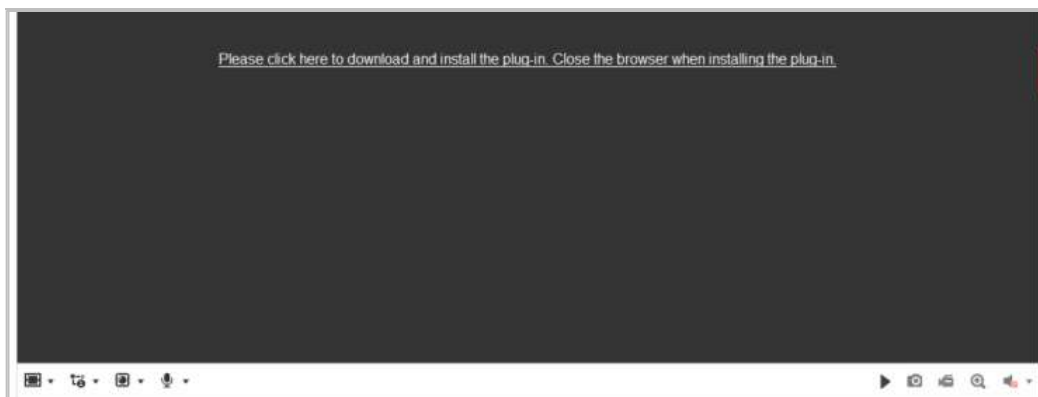 Please click here to download and install the plug-in. Close the browser when installing the plug-in.